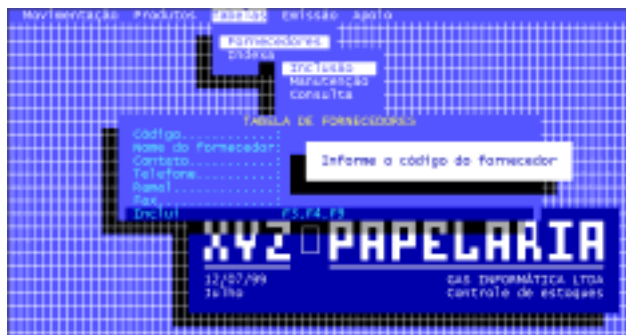 Movimentação Produtos Tabelas Emissão Apoio
Fornecedores
Indexa
Inclusão
Manutenção
Consulta
TABELA DE FORNECEDORES
Código............:
Nome do fornecedor:
Contato...........:
Telefone..........:
Ramal.............:
Fax...............:
Informe o código do fornecedor
Inclui F3,F4,F9
XYZ PAPELARIA
12/07/99 GAS INFORMÁTICA LTDA
Julho Controle de estoques